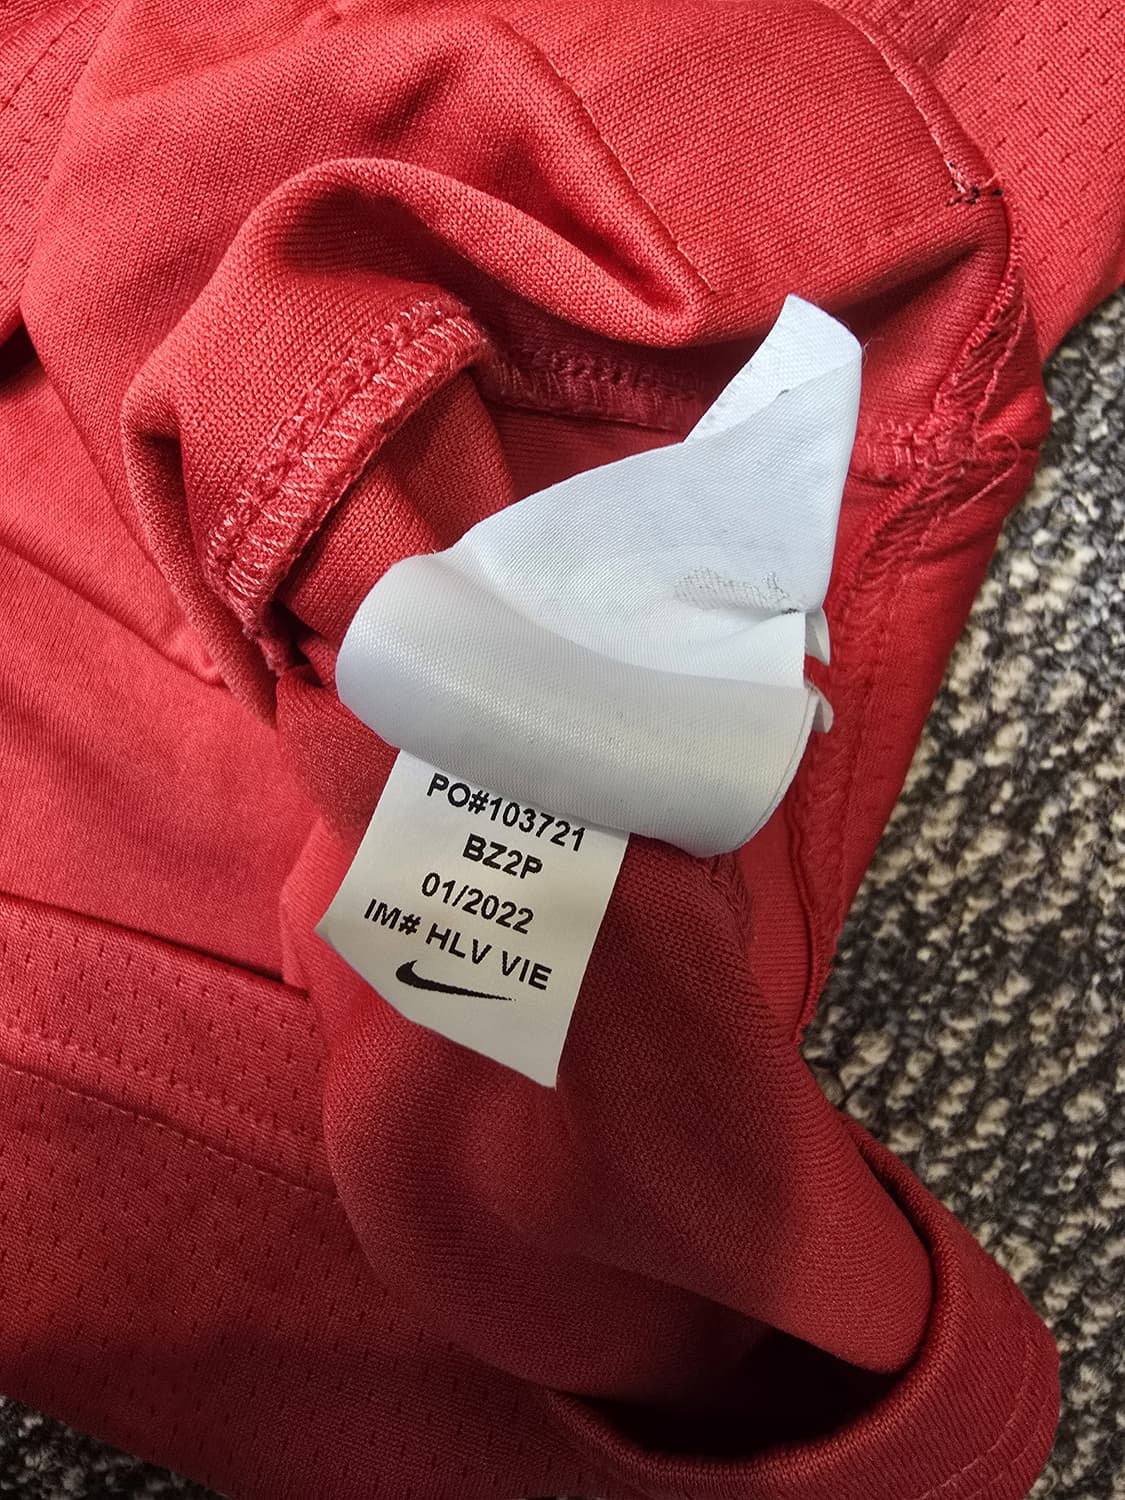 PO#103721
BZ2P
01/2022
IM# HLV VIE